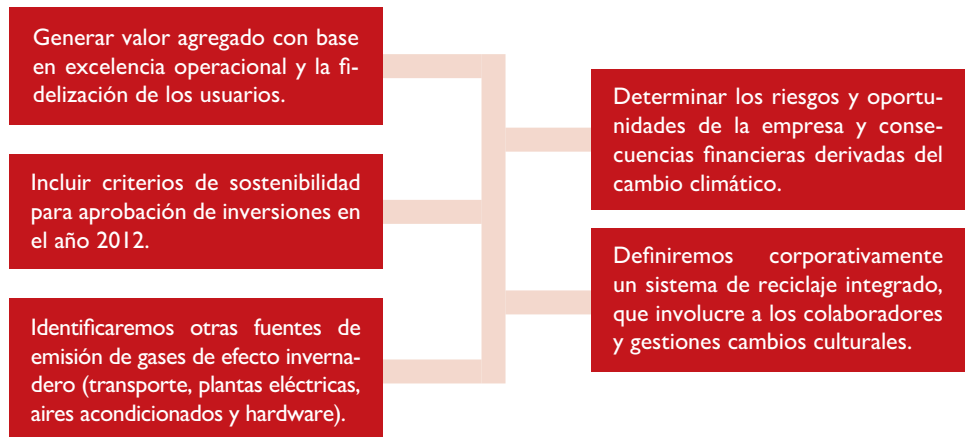 Generar valor agregado con base
en excelencia operacional y la fi-
delización de los usuarios.
Incluir criterios de sostenibilidad
para aprobación de inversiones en
el año 2012.
Identificaremos otras fuentes de
emisión de gases de efecto inverna-
dero (transporte, plantas eléctricas,
aires acondicionados y hardware).
Determinar los riesgos y oportu-
nidades de la empresa y conse-
cuencias financieras derivadas del
cambio climático.
Definiremos corporativamente
un sistema de reciclaje integrado,
que involucre a los colaboradores
y gestiones cambios culturales.